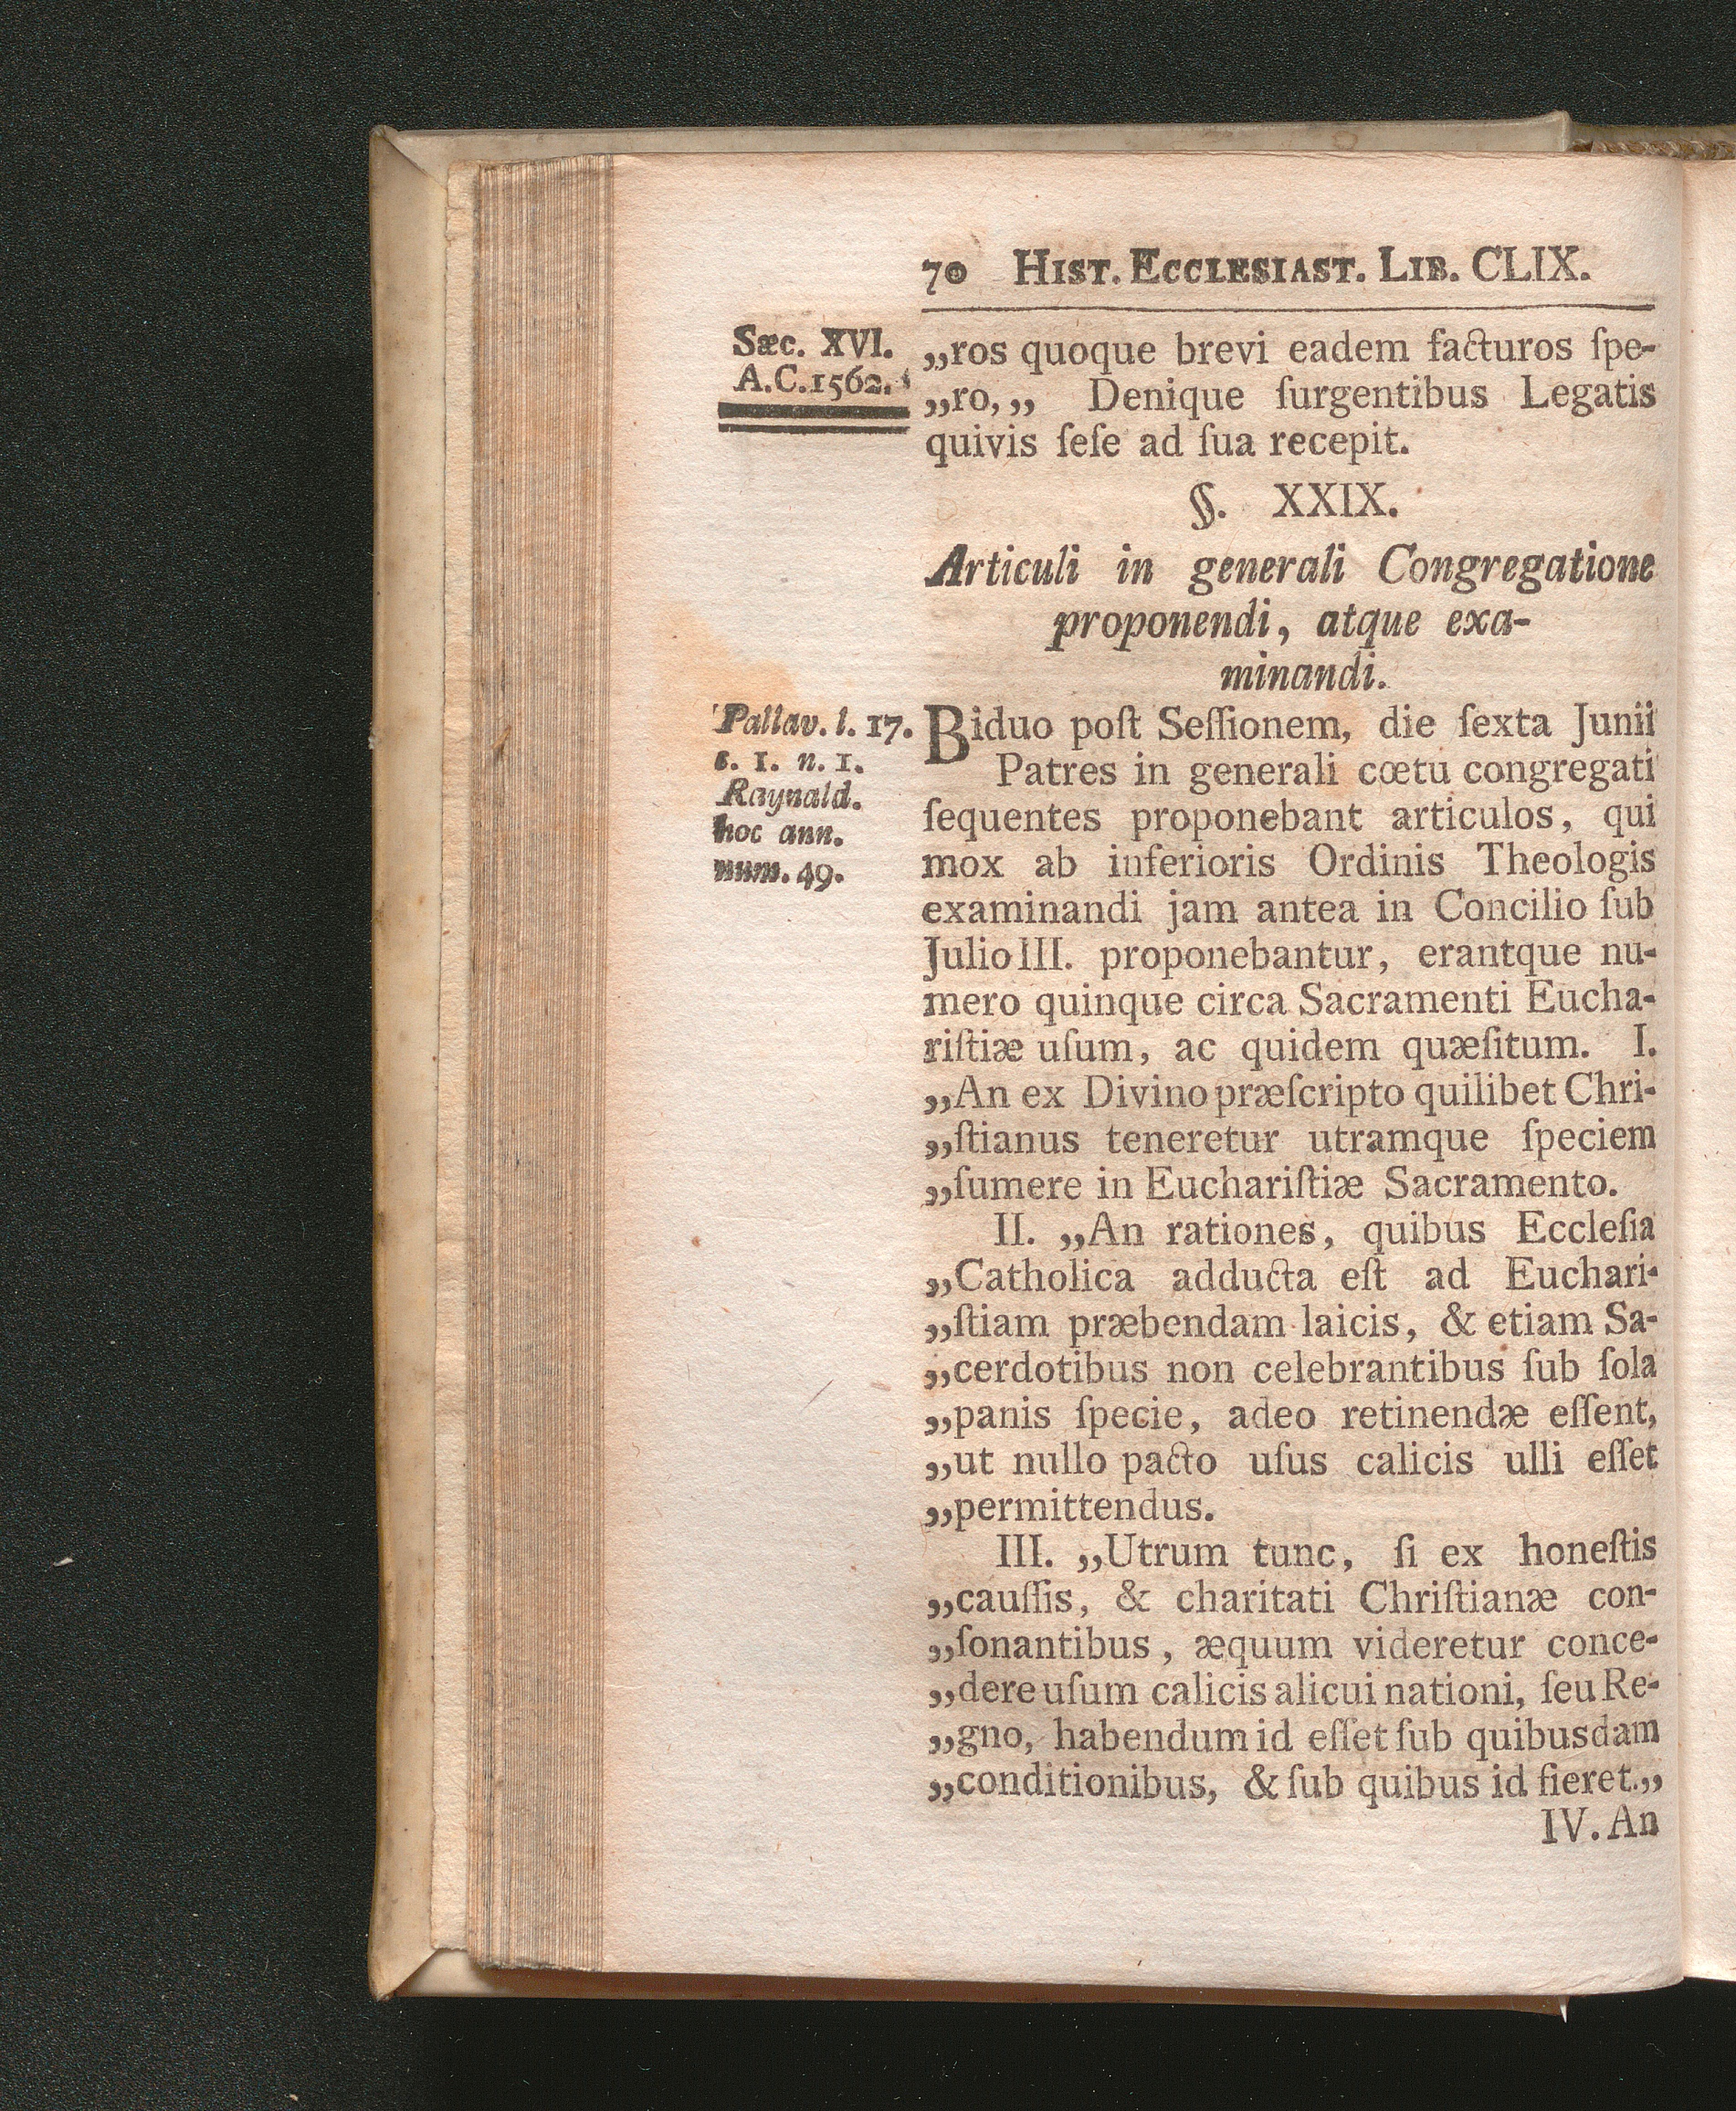 70 HIST. ECCLESIAST. LIB. CLIX.
Sæc. XVI.
A.C.1562.
„ros quoque brevi eadem facturos ſpe-
„ro,„ Denique ſurgentibus Legatis
quivis ſeſe ad ſua recepit.
§. XXIX.
Articuli in generali Congregatione
proponendi, atque exa-
minandi.
Pallav. l. 17.
c. 1. n. 1.
Raynald.
hoc ann.
num. 49.
Biduo poſt Seſſionem, die ſexta Junii
Patres in generali cœtu congregati
ſequentes proponebant articulos, qui
mox ab inferioris Ordinis Theologis
examinandi jam antea in Concilio ſub
Julio III. proponebantur, erantque nu-
mero quinque circa Sacramenti Eucha-
riſtiæ uſum, ac quidem quæſitum. I.
„An ex Divino præſcripto quilibet Chri-
„ſtianus teneretur utramque ſpeciem
„ſumere in Euchariſtiæ Sacramento.
II. „An rationes, quibus Eccleſia
„Catholica adducta eſt ad Euchari-
„ſtiam præbendam laicis, & etiam Sa-
„cerdotibus non celebrantibus ſub ſola
„panis ſpecie, adeo retinendæ eſſent,
„ut nullo pacto uſus calicis ulli eſſet
„permittendus.
III. „Utrum tunc, ſi ex honeſtis
„cauſſis, & charitati Chriſtianæ con-
„ſonantibus, æquum videretur conce-
„dere uſum calicis alicui nationi, ſeu Re-
„gno, habendum id eſſet ſub quibusdam
„conditionibus, & ſub quibus id fieret.„
IV. An